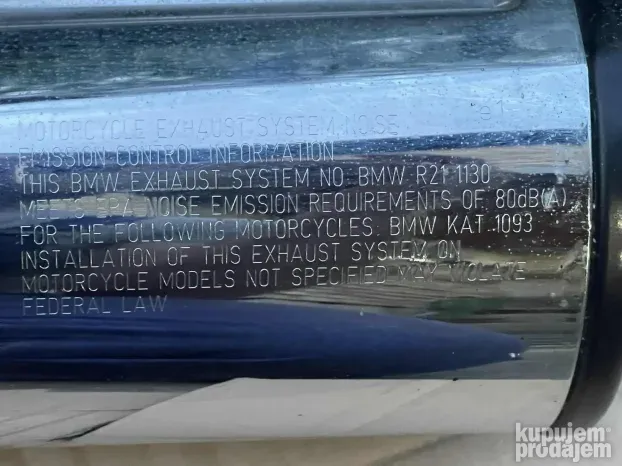 e1
MOTORCYCLE EXHAUST SYSTEM NOISE
EMISSION CONTROL INFORMATION
THIS BMW EXHAUST SYSTEM NO. BMW R21 1130
MEETS EPA NOISE EMISSION REQUIREMENTS OF 80dB(A)
FOR THE FOLLOWING MOTORCYCLES: BMW KAT. 1093
INSTALLATION OF THIS EXHAUST SYSTEM ON
MOTORCYCLE MODELS NOT SPECIFIED MAY VIOLATE
FEDERAL LAW
kupujem
prodajem